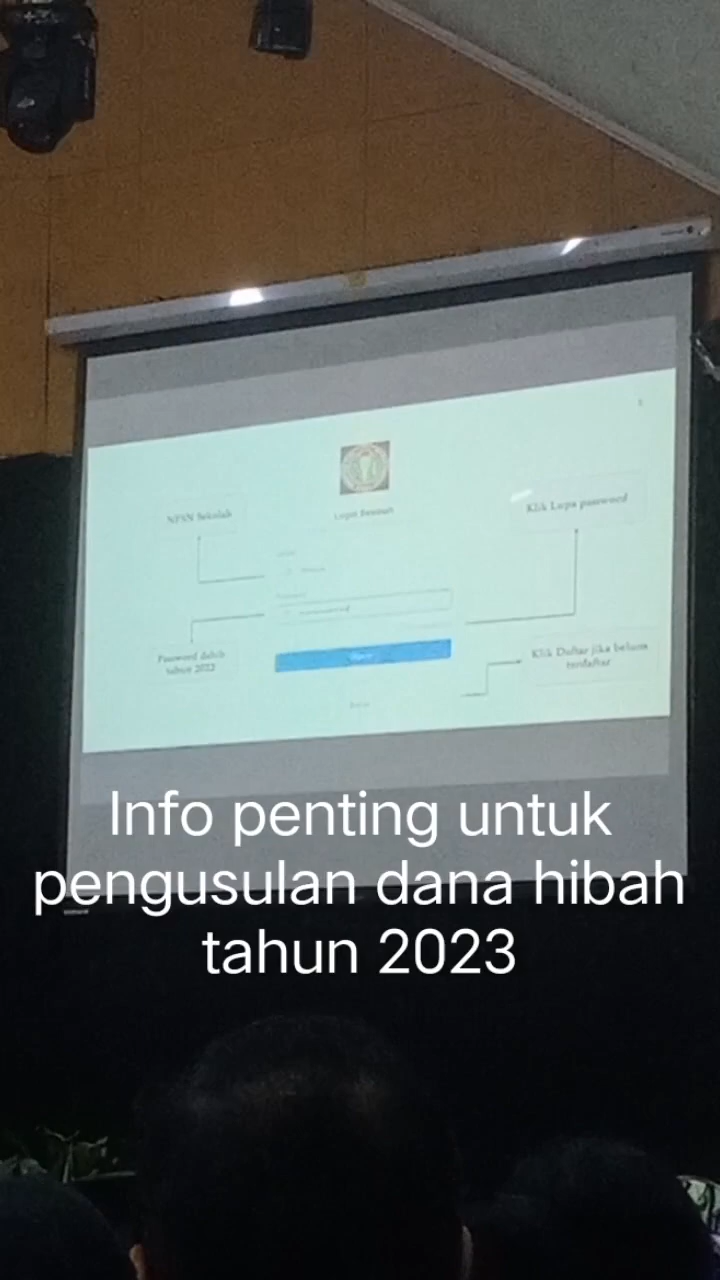 NPSN Sekolah
Klik Lupa password
Password dahib
tahun 2022
Klik Daftar jika belum
terdaftar
Info penting untuk
pengusulan dana hibah
tahun 2023